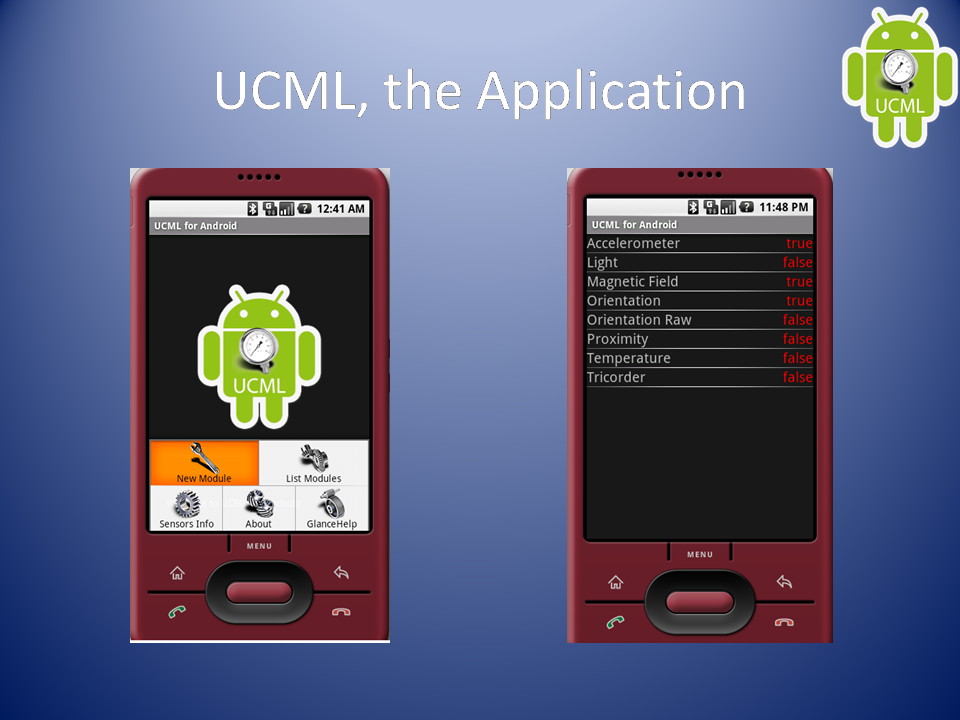 UCML, the Application
UCML
12:41 AM
UCML for Android
UCML
New Module
List Modules
Sensors Info
About
GlanceHelp
MENU
11:48 PM
UCML for Android
Accelerometer true
Light false
Magnetic Field true
Orientation true
Orientation Raw false
Proximity false
Temperature false
Tricorder false
MENU